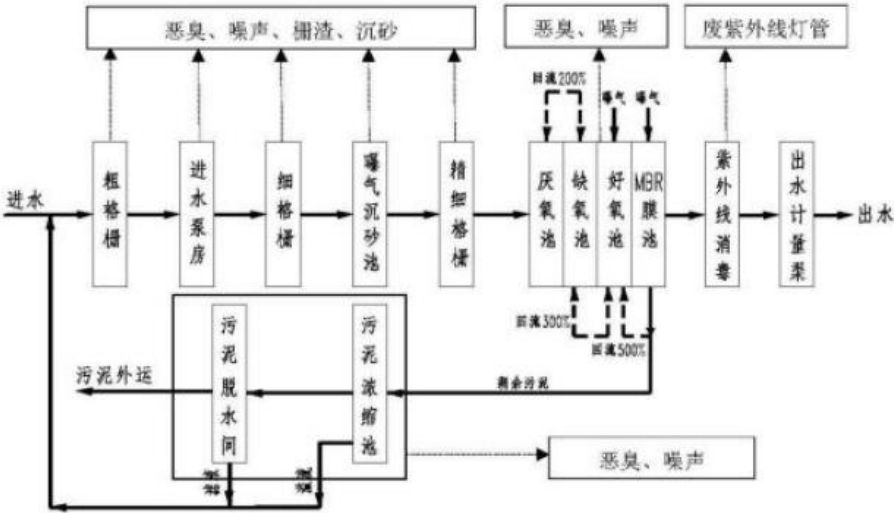 恶臭、噪声、栅渣、沉砂
恶臭、噪声
废紫外线灯管
回流200%
曝气
曝气
进水
粗格栅
进水泵房
细格栅
曝气沉砂池
精细格栅
厌氧池
缺氧池
好氧池
MBR膜池
紫外线消毒
出水计量渠
出水
回流300%
回流500%
剩余污泥
污泥浓缩池
污泥脱水间
污泥外运
恶臭、噪声